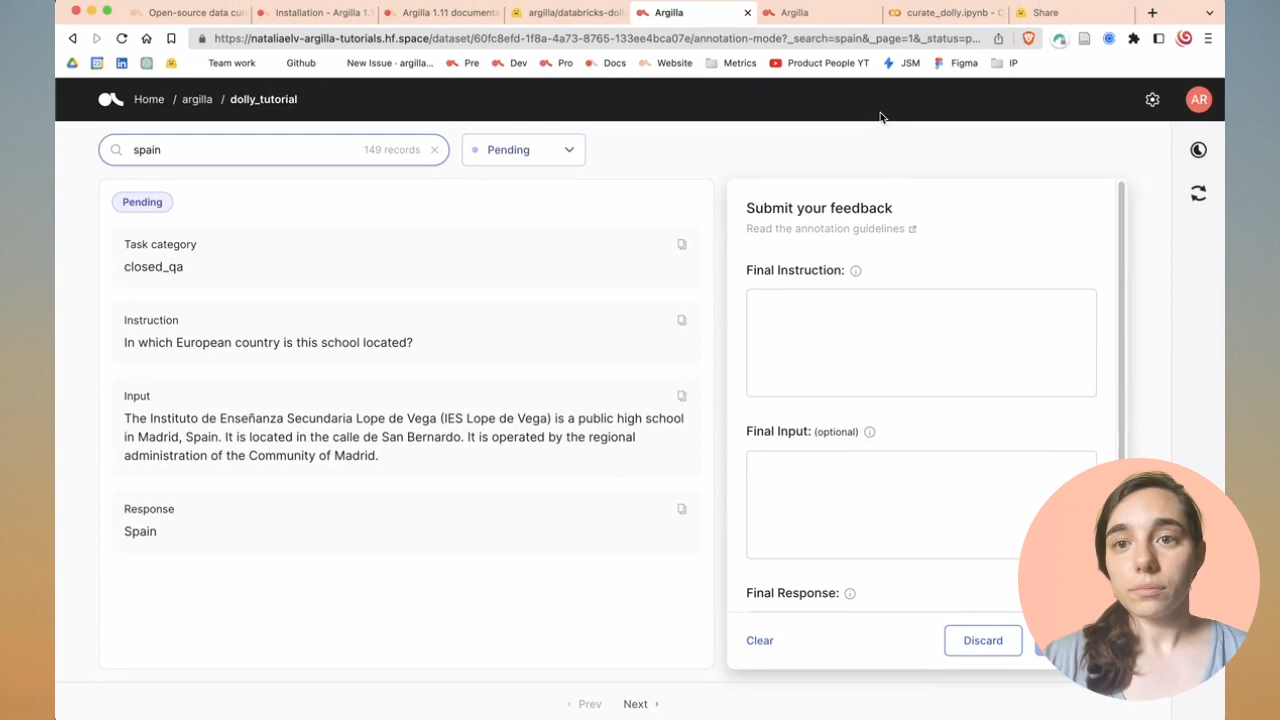 Open-source data cur
Installation - Argilla 1.1
Argilla 1.11 documenta
argilla/databricks-doll
Argilla
Argilla
curate_dolly.ipynb - C
Share
https://nataliaelv-argilla-tutorials.hf.space/dataset/60fc8efd-1f8a-4a73-8765-133ee4bca07e/annotation-mode?_search=spain&_page=1&_status=p...
Team work
Github
New Issue · argilla...
Pre
Dev
Pro
Docs
Website
Metrics
Product People YT
JSM
Figma
IP
Home / argilla / dolly_tutorial
AR
spain
149 records
Pending
Pending
Task category
closed_qa
Instruction
In which European country is this school located?
Input
The Instituto de Enseñanza Secundaria Lope de Vega (IES Lope de Vega) is a public high school
in Madrid, Spain. It is located in the calle de San Bernardo. It is operated by the regional
administration of the Community of Madrid.
Response
Spain
Submit your feedback
Read the annotation guidelines
Final Instruction:
Final Input: (optional)
Final Response:
Clear
Discard
Prev
Next